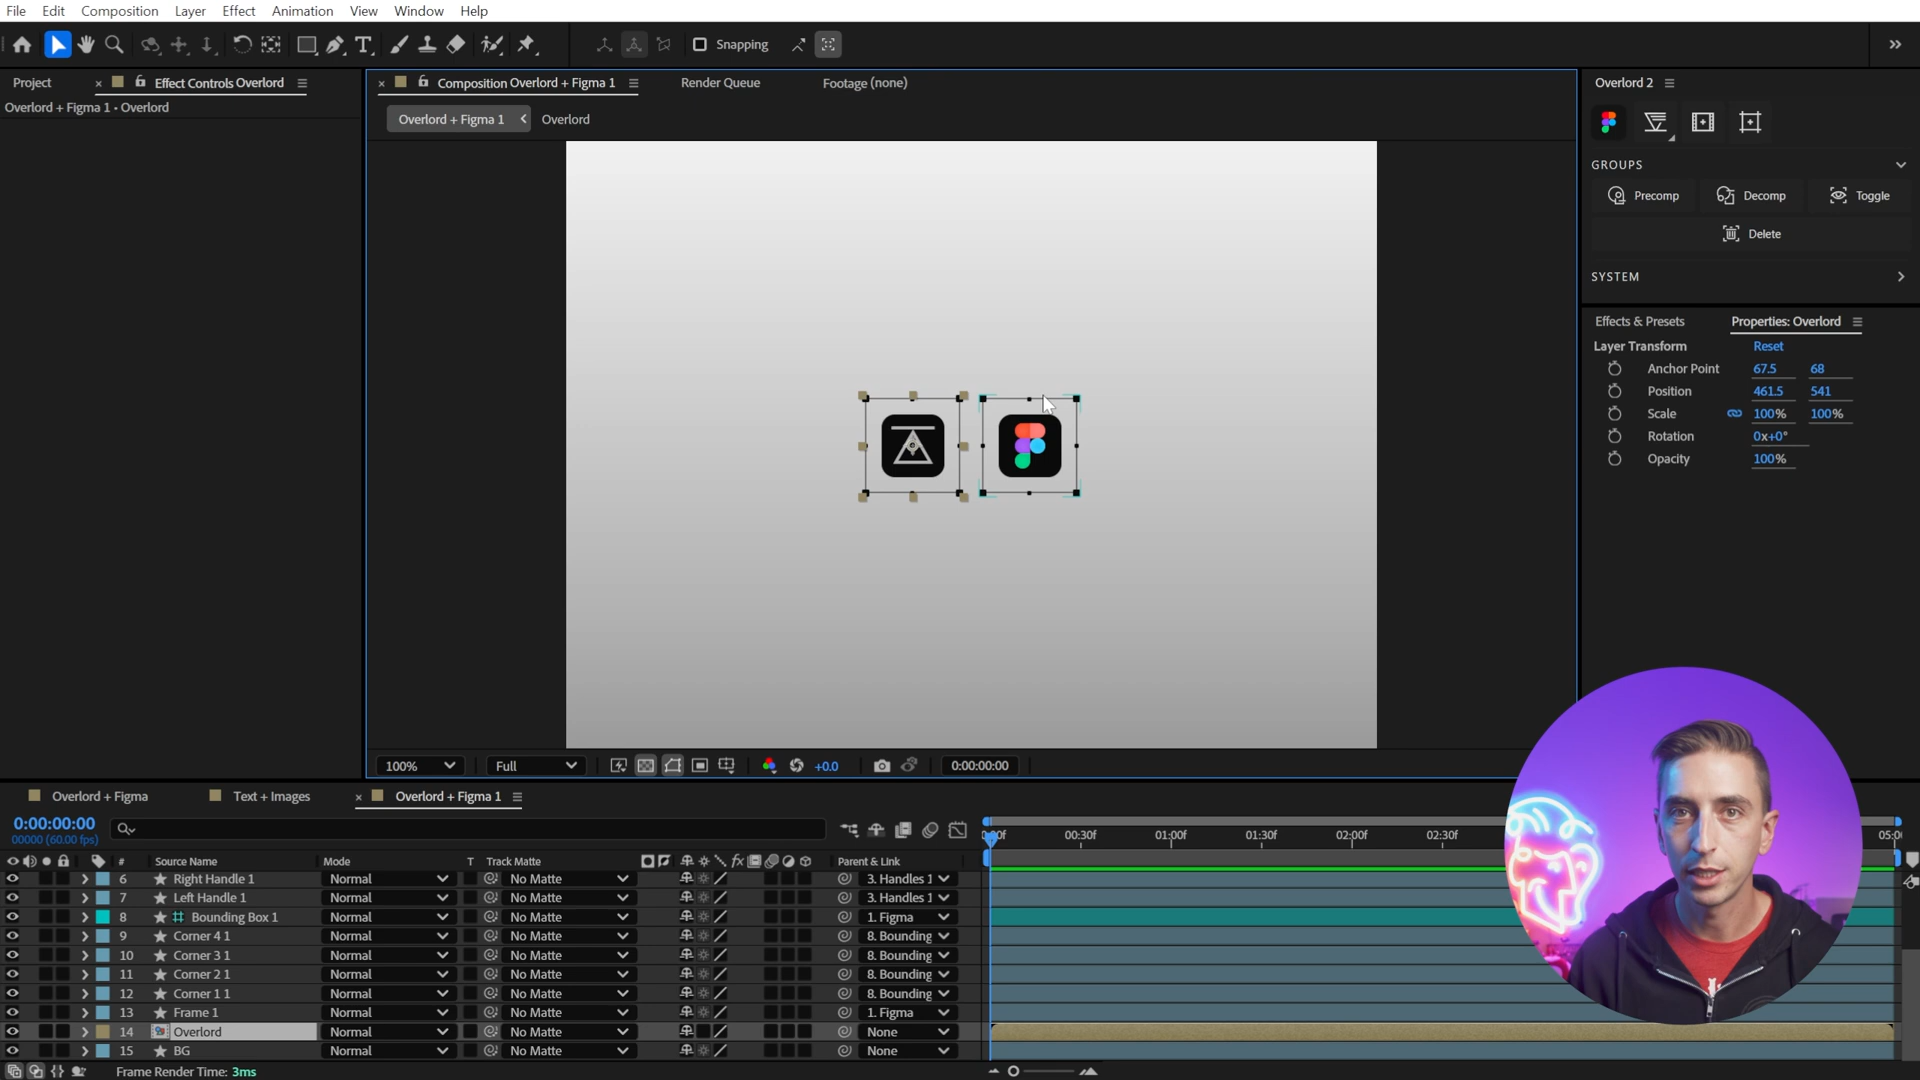 File Edit Composition Layer Effect Animation View Window Help
Snapping
Project
Effect Controls Overlord
Composition Overlord + Figma 1
Render Queue
Footage (none)
Overlord 2
Overlord + Figma 1 • Overlord
Overlord + Figma 1
Overlord
GROUPS
Precomp
Decomp
Toggle
Delete
SYSTEM
Effects & Presets
Properties: Overlord
Layer Transform Reset
Anchor Point 67.5 68
Position 461.5 541
Scale 100% 100%
Rotation 0x+0°
Opacity 100%
100%
Full
+0.0
0:00:00:00
Overlord + Figma
Text + Images
Overlord + Figma 1
0:00:00:00
00000 (60.00 fps)
00:30f 01:00f 01:30f 02:00f 02:30f
# Source Name Mode T Track Matte fx Parent & Link
6 Right Handle 1 Normal No Matte 3. Handles 1
7 Left Handle 1 Normal No Matte 3. Handles 1
8 Bounding Box 1 Normal No Matte 1. Figma
9 Corner 4 1 Normal No Matte 8. Bounding
10 Corner 3 1 Normal No Matte 8. Bounding
11 Corner 2 1 Normal No Matte 8. Bounding
12 Corner 1 1 Normal No Matte 8. Bounding
13 Frame 1 Normal No Matte 1. Figma
14 Overlord Normal No Matte None
15 BG Normal No Matte None
Frame Render Time: 3ms